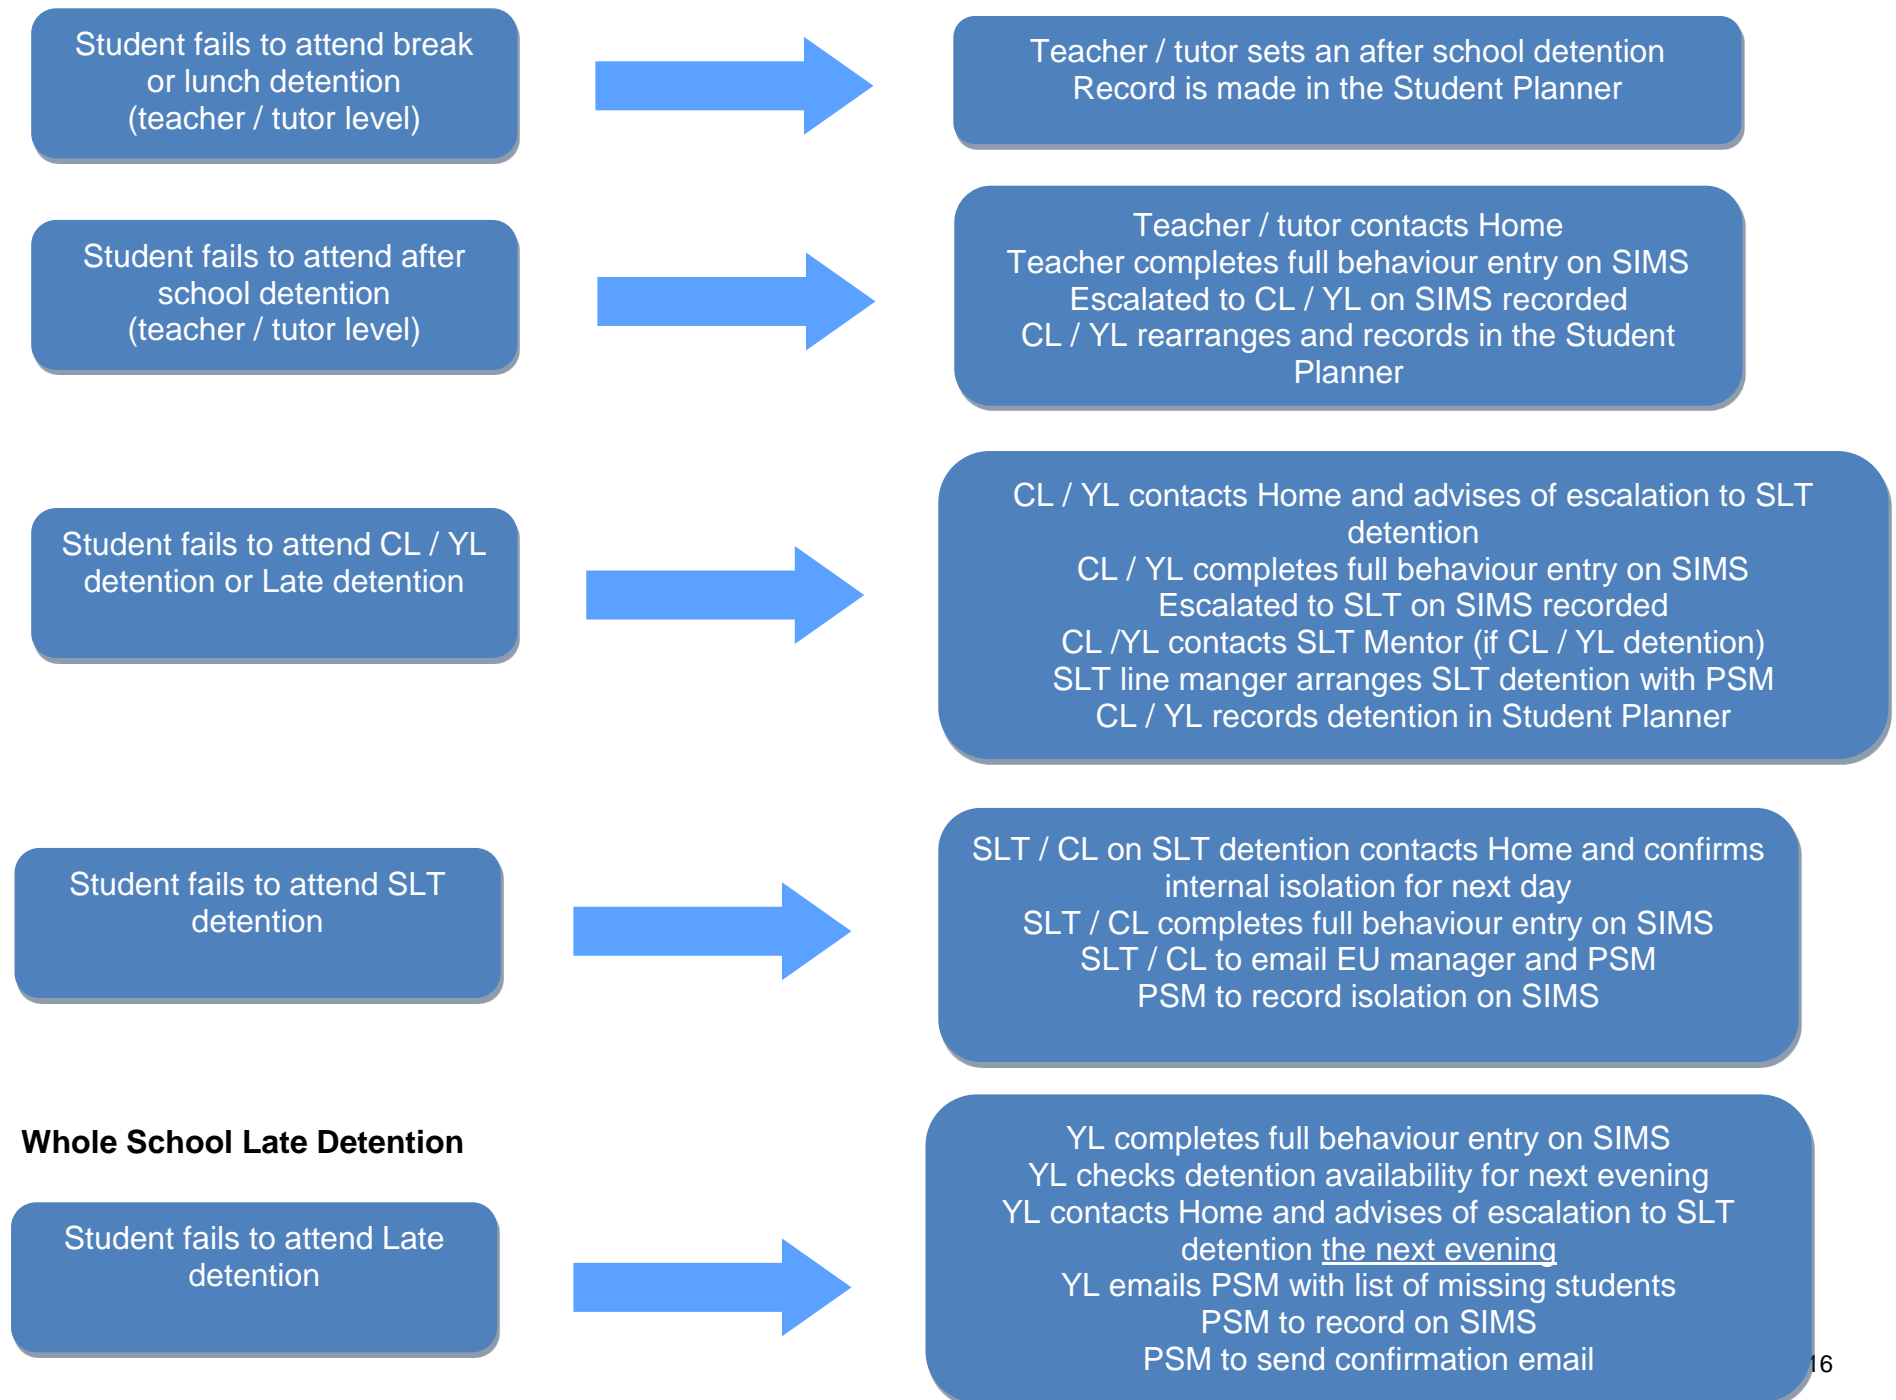 Student fails to attend break
or lunch detention
(teacher / tutor level)
Teacher / tutor sets an after school detention
Record is made in the Student Planner
Student fails to attend after
school detention
(teacher / tutor level)
Teacher / tutor contacts Home
Teacher completes full behaviour entry on SIMS
Escalated to CL / YL on SIMS recorded
CL / YL rearranges and records in the Student
Planner
Student fails to attend CL / YL
detention or Late detention
CL / YL contacts Home and advises of escalation to SLT
detention
CL / YL completes full behaviour entry on SIMS
Escalated to SLT on SIMS recorded
CL /YL contacts SLT Mentor (if CL / YL detention)
SLT line manger arranges SLT detention with PSM
CL / YL records detention in Student Planner
Student fails to attend SLT
detention
SLT / CL on SLT detention contacts Home and confirms
internal isolation for next day
SLT / CL completes full behaviour entry on SIMS
SLT / CL to email EU manager and PSM
PSM to record isolation on SIMS
Whole School Late Detention
Student fails to attend Late
detention
YL completes full behaviour entry on SIMS
YL checks detention availability for next evening
YL contacts Home and advises of escalation to SLT
detention the next evening
YL emails PSM with list of missing students
PSM to record on SIMS
PSM to send confirmation email
16